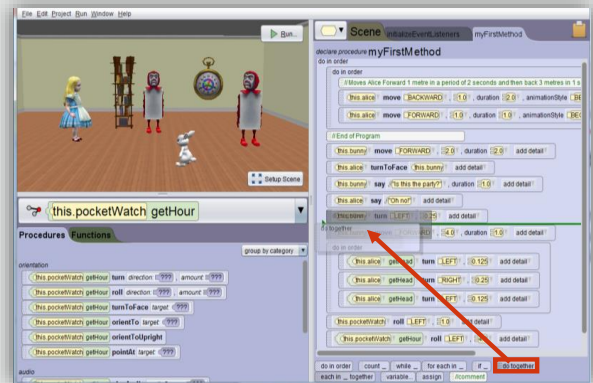 File Edit Project Run Window Help
Run...
Setup Scene
this.pocketWatch getHour
Procedures Functions
group by category
orientation
this.pocketWatch getHour turn direction: ??? , amount: ???
this.pocketWatch getHour roll direction: ??? , amount: ???
this.pocketWatch getHour turnToFace target: ???
this.pocketWatch getHour orientTo target: ???
this.pocketWatch getHour orientToUpright
this.pocketWatch getHour pointAt target: ???
audio
Scene initializeEventListeners myFirstMethod
declare procedure myFirstMethod
do in order
do in order
//Moves Alice Forward 1 metre in a period of 2 seconds and then back 3 metres in 1 s
this.alice move BACKWARD , 1.0 , duration 2.0 , animationStyle BE
this.alice move FORWARD , 1.0 , duration 1.0 , animationStyle BEG
//End of Program
this.bunny move FORWARD , 2.0 , duration 2.0 add detail
this.alice turnToFace this.bunny add detail
this.bunny say "Is this the party?" , duration 1.0 add detail
this.alice say "Oh no!" add detail
this.bunny turn LEFT , 0.25 add detail
do together
FORWARD , 4.0 , duration 1.0 add detail
do in order
this.alice getHead turn LEFT , 0.125 add detail
this.alice getHead turn RIGHT , 0.25 add detail
this.alice getHead turn LEFT , 0.125 add detail
this.pocketWatch roll LEFT , 1.0 add detail
this.pocketWatch getHour roll LEFT , add detail
do in order count _ while _ for each in _ if _ do together
each in _ together variable... assign //comment